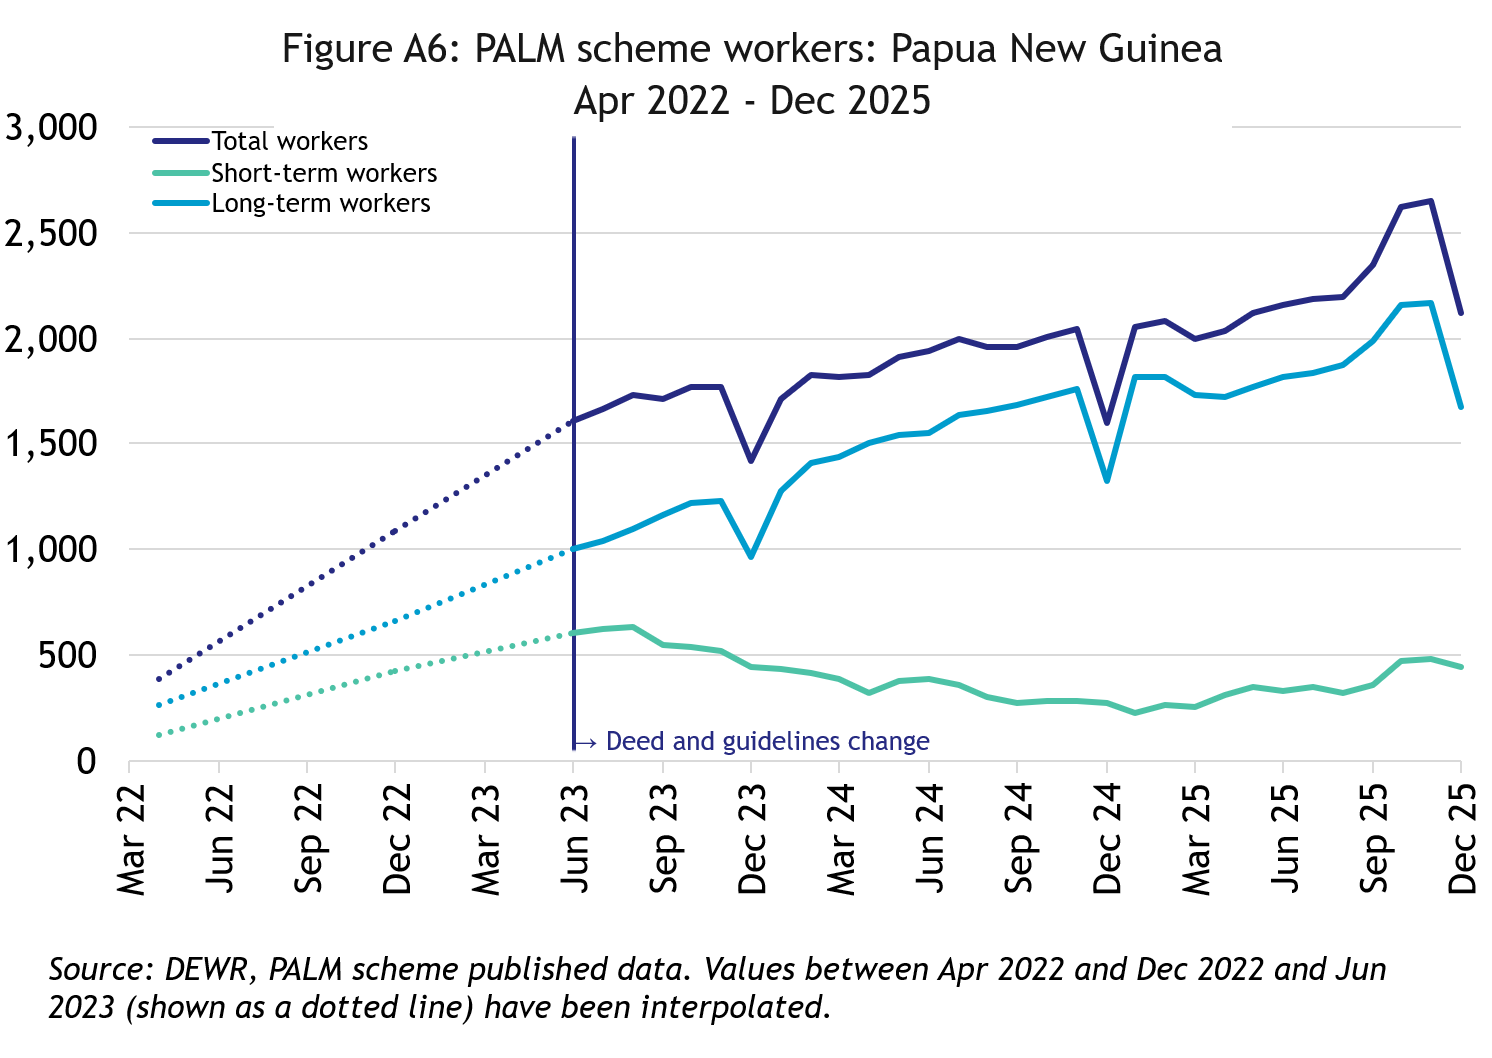 Figure A6: PALM scheme workers: Papua New Guinea
Apr 2022 - Dec 2025
3,000
2,500
2,000
1,500
1,000
500
0
Total workers
Short-term workers
Long-term workers
→ Deed and guidelines change
Mar 22
Jun 22
Sep 22
Dec 22
Mar 23
Jun 23
Sep 23
Dec 23
Mar 24
Jun 24
Sep 24
Dec 24
Mar 25
Jun 25
Sep 25
Dec 25
Source: DEWR, PALM scheme published data. Values between Apr 2022 and Dec 2022 and Jun
2023 (shown as a dotted line) have been interpolated.